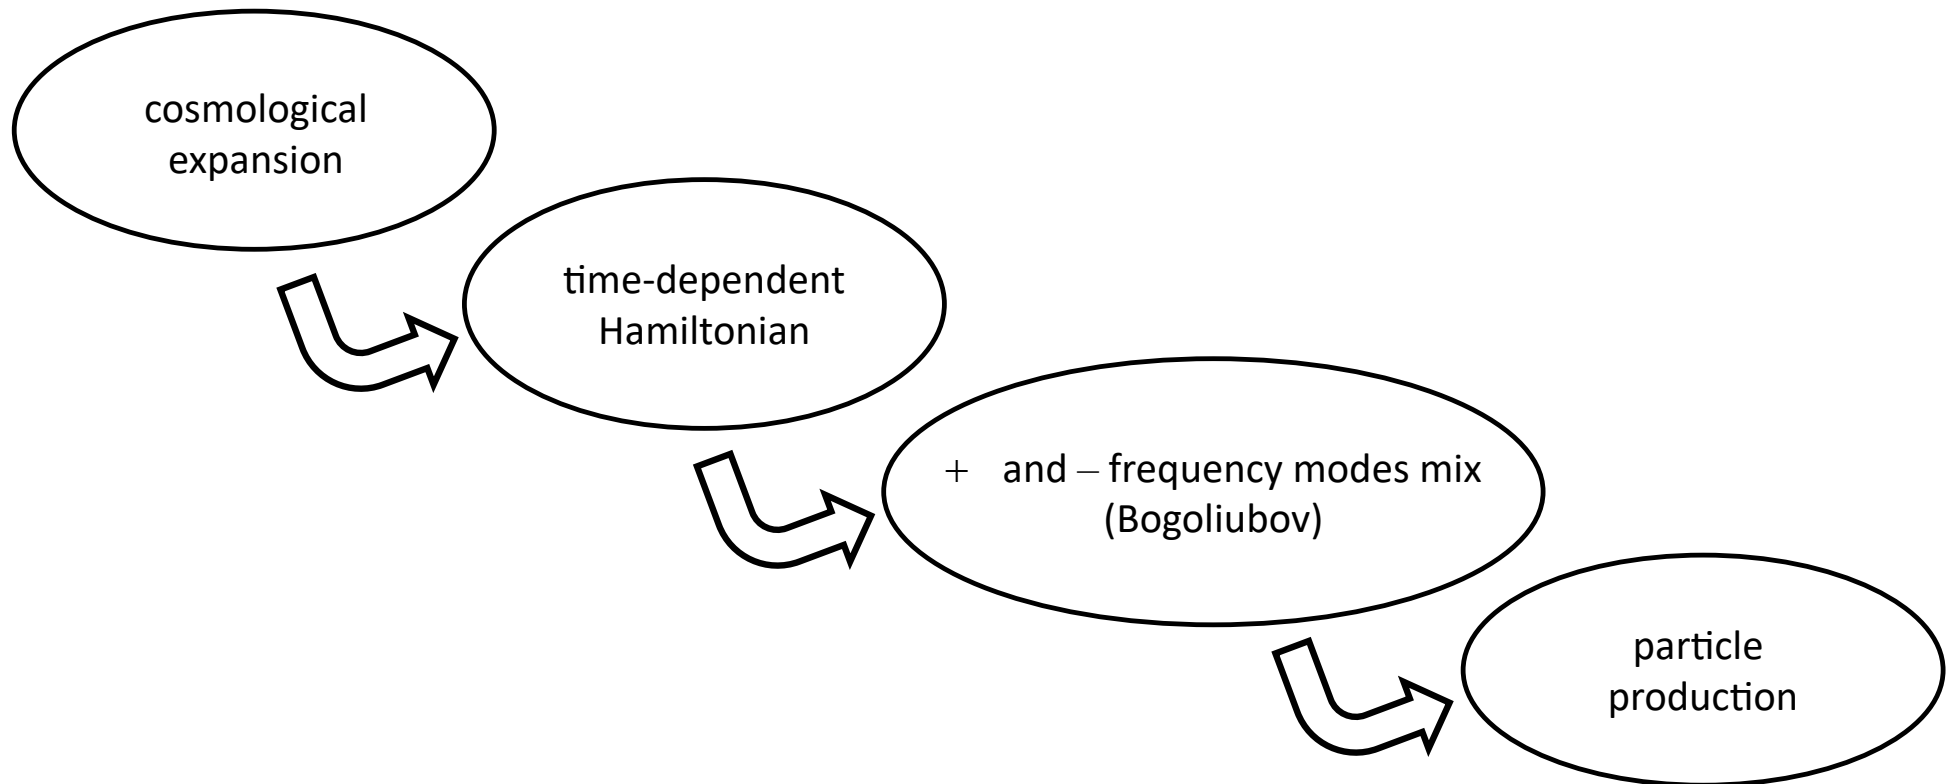 cosmological
expansion
time-dependent
Hamiltonian
+ and – frequency modes mix
(Bogoliubov)
particle
production